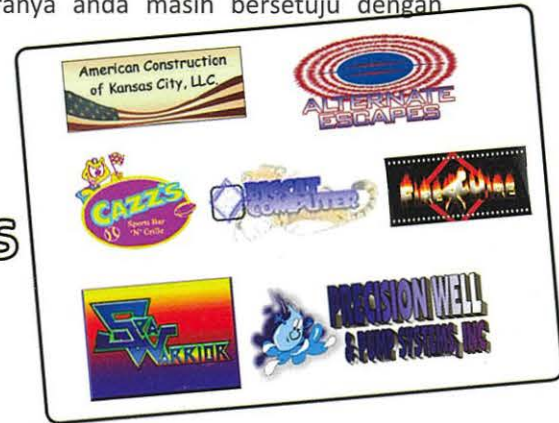 anda masih bersetuju dengan
American Construction
of Kansas City, LLC.
ALTERNATE
ESCAPES
CAZZ'S
Sports Bar
'N' Grille
COMPUTER
SPA
WARRIOR
PRECISION WELL
& PUMP SYSTEMS, INC